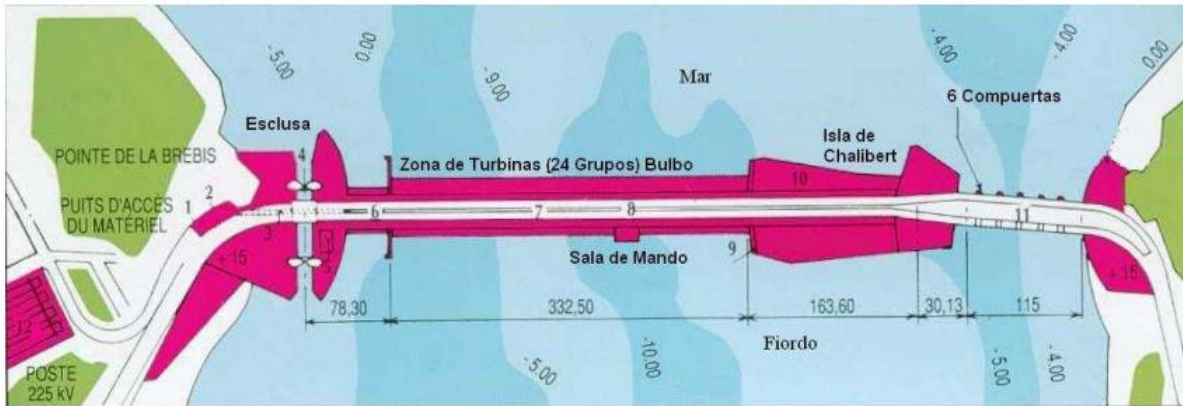 - 5.00
0.00
- 9.00
Mar
- 4.00
- 4.00
0.00
6 Compuertas
Esclusa
Isla de
Chalibert
POINTE DE LA BREBIS
4
Zona de Turbinas (24 Grupos) Bulbo
10
PUITS D'ACCÈS
DU MATÉRIEL
1
2
3
6
7
8
11
+ 15
5
Sala de Mando
9
+ 15
78,30
332,50
163,60
30,13
115
J2
- 5.00
-10.00
Fiordo
- 5.00
- 4.00
POSTE
225 kV